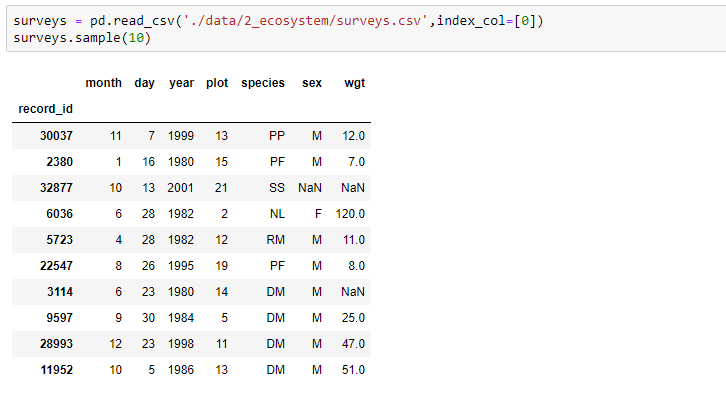 surveys = pd.read_csv('./data/2_ecosystem/surveys.csv',index_col=[0])
surveys.sample(10)
month day year plot species sex wgt
record_id
30037 11 7 1999 13 PP M 12.0
2380 1 16 1980 15 PF M 7.0
32877 10 13 2001 21 SS NaN NaN
6036 6 28 1982 2 NL F 120.0
5723 4 28 1982 12 RM M 11.0
22547 8 26 1995 19 PF M 8.0
3114 6 23 1980 14 DM M NaN
9597 9 30 1984 5 DM M 25.0
28993 12 23 1998 11 DM M 47.0
11952 10 5 1986 13 DM M 51.0